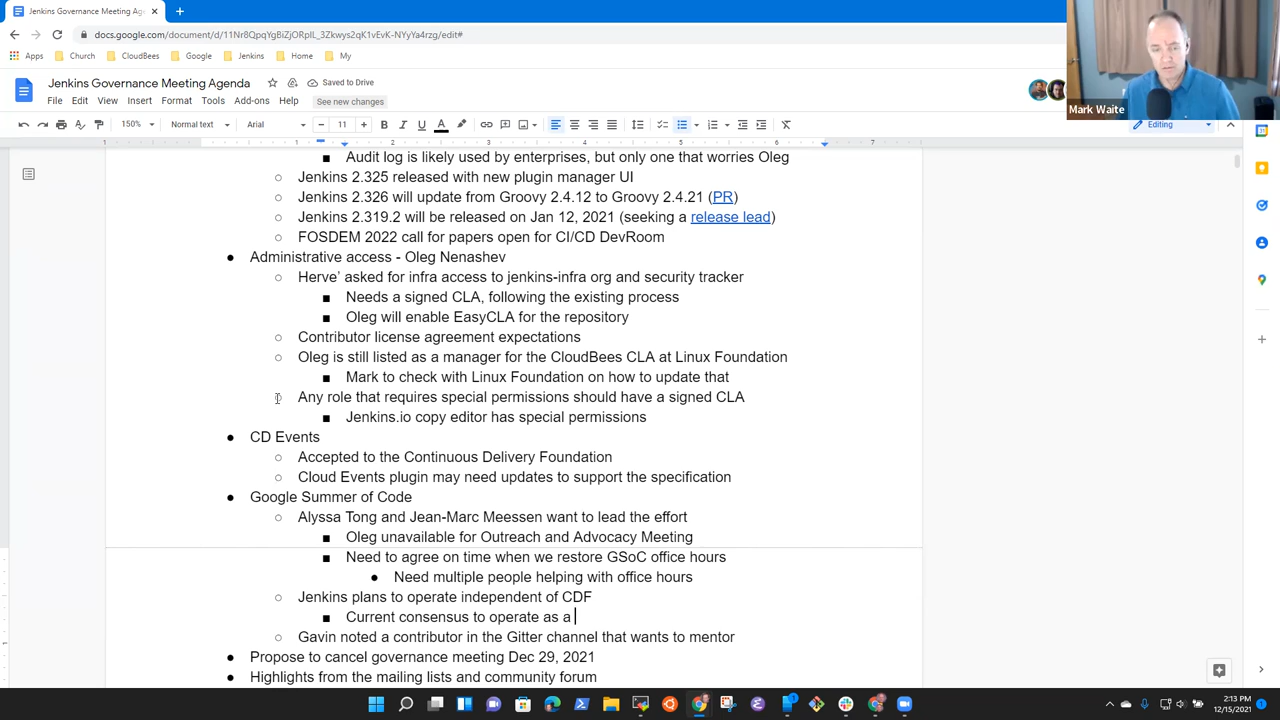 Jenkins Governance Meeting Ag
docs.google.com/document/d/11Nr8QpqYgBiZjORpIL_3Zkwys2qK1vEvK-NYyYa4rzg/edit#
Apps Church CloudBees Google Jenkins Home My
Jenkins Governance Meeting Agenda Saved to Drive
File Edit View Insert Format Tools Add-ons Help See new changes
Mark Waite
150% Normal text Arial 11 Editing
1 1 2 3 4 5 6 7
Audit log is likely used by enterprises, but only one that worries Oleg
Jenkins 2.325 released with new plugin manager UI
Jenkins 2.326 will update from Groovy 2.4.12 to Groovy 2.4.21 (PR)
Jenkins 2.319.2 will be released on Jan 12, 2021 (seeking a release lead)
FOSDEM 2022 call for papers open for CI/CD DevRoom
Administrative access - Oleg Nenashev
Herve’ asked for infra access to jenkins-infra org and security tracker
Needs a signed CLA, following the existing process
Oleg will enable EasyCLA for the repository
Contributor license agreement expectations
Oleg is still listed as a manager for the CloudBees CLA at Linux Foundation
Mark to check with Linux Foundation on how to update that
Any role that requires special permissions should have a signed CLA
Jenkins.io copy editor has special permissions
CD Events
Accepted to the Continuous Delivery Foundation
Cloud Events plugin may need updates to support the specification
Google Summer of Code
Alyssa Tong and Jean-Marc Meessen want to lead the effort
Oleg unavailable for Outreach and Advocacy Meeting
Need to agree on time when we restore GSoC office hours
Need multiple people helping with office hours
Jenkins plans to operate independent of CDF
Current consensus to operate as a
Gavin noted a contributor in the Gitter channel that wants to mentor
Propose to cancel governance meeting Dec 29, 2021
Highlights from the mailing lists and community forum
2:13 PM
12/15/2021